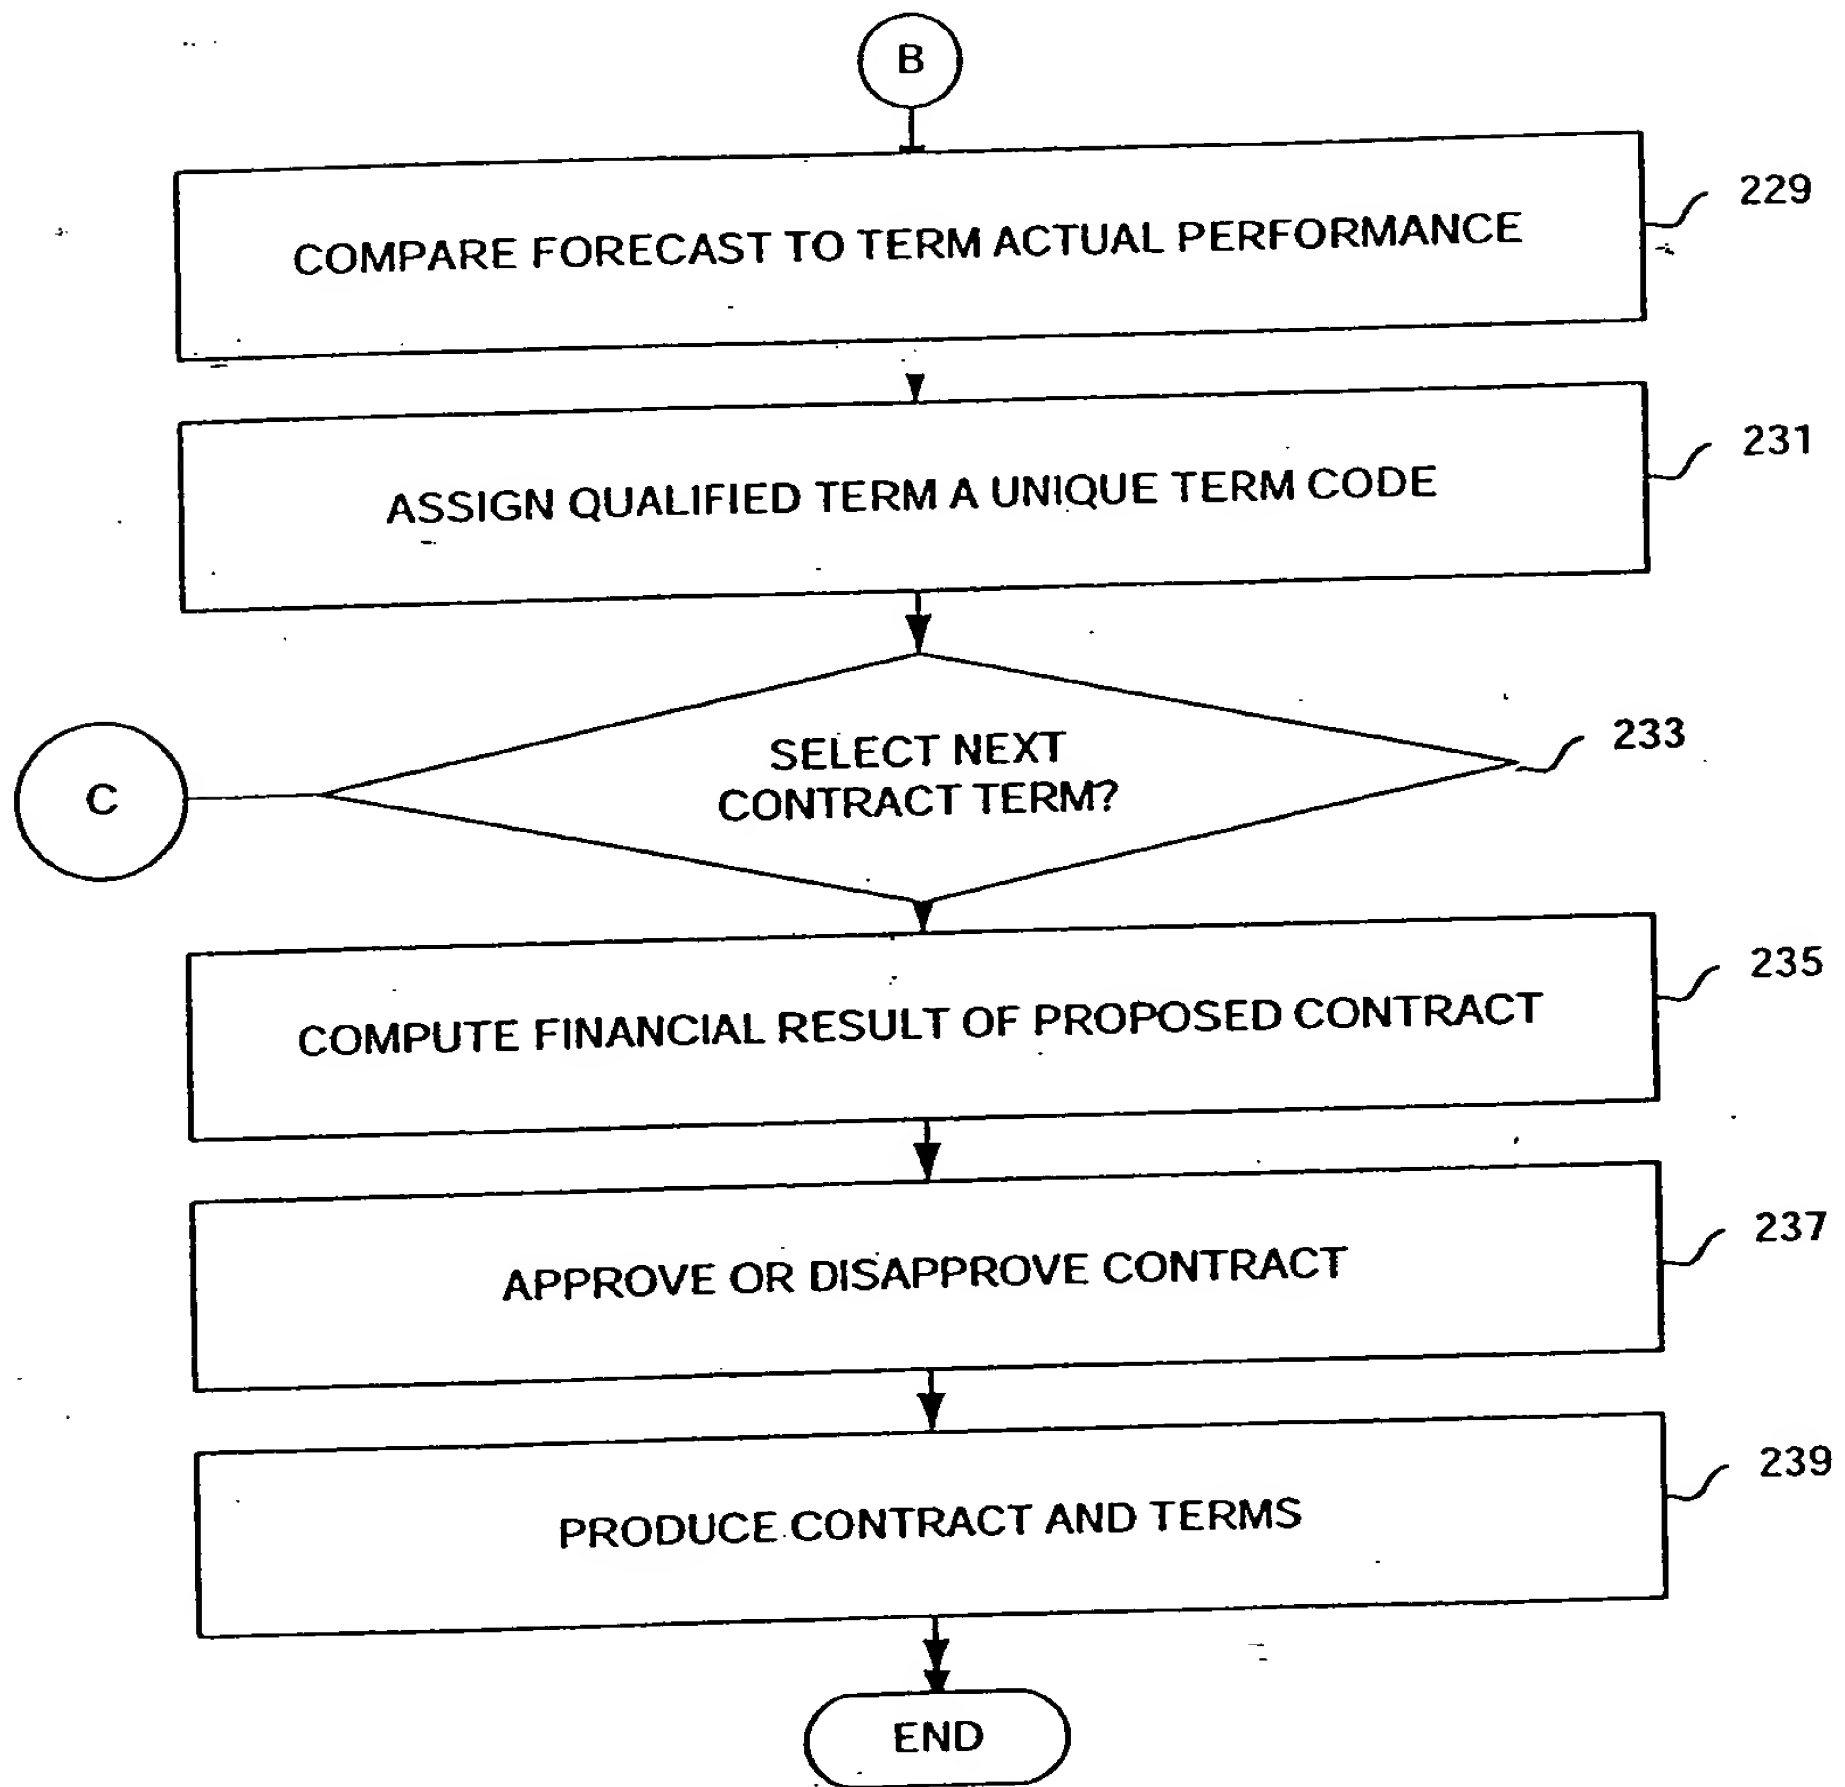 B
COMPARE FORECAST TO TERM ACTUAL PERFORMANCE
229
ASSIGN QUALIFIED TERM A UNIQUE TERM CODE
231
SELECT NEXT
CONTRACT TERM?
233
C
COMPUTE FINANCIAL RESULT OF PROPOSED CONTRACT
235
APPROVE OR DISAPPROVE CONTRACT
237
PRODUCE CONTRACT AND TERMS
239
END